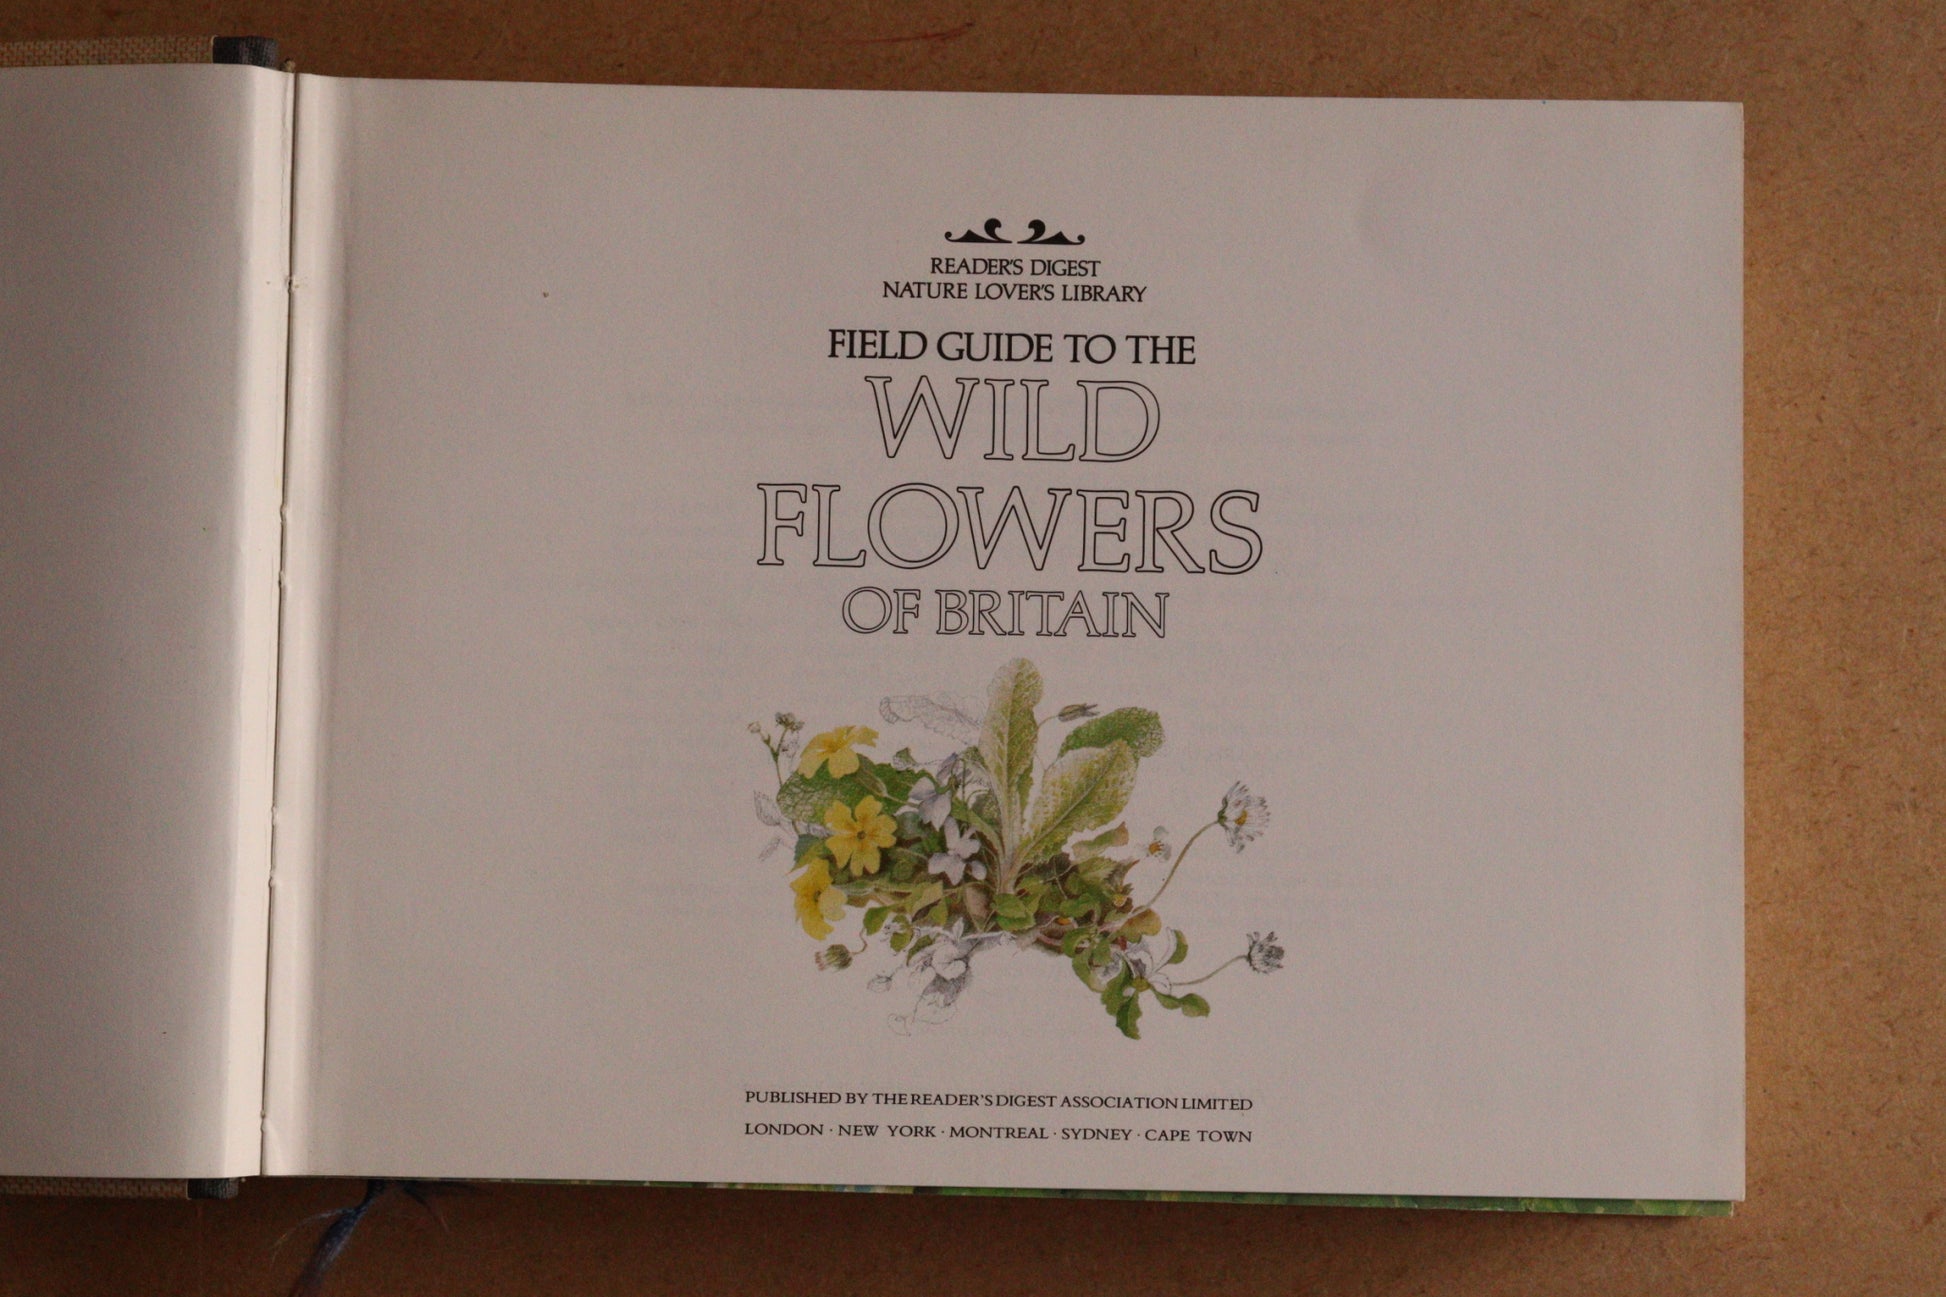 READER'S DIGEST
NATURE LOVER'S LIBRARY
FIELD GUIDE TO THE
WILD
FLOWERS
OF BRITAIN
PUBLISHED BY THE READER'S DIGEST ASSOCIATION LIMITED
LONDON · NEW YORK · MONTREAL · SYDNEY · CAPE TOWN